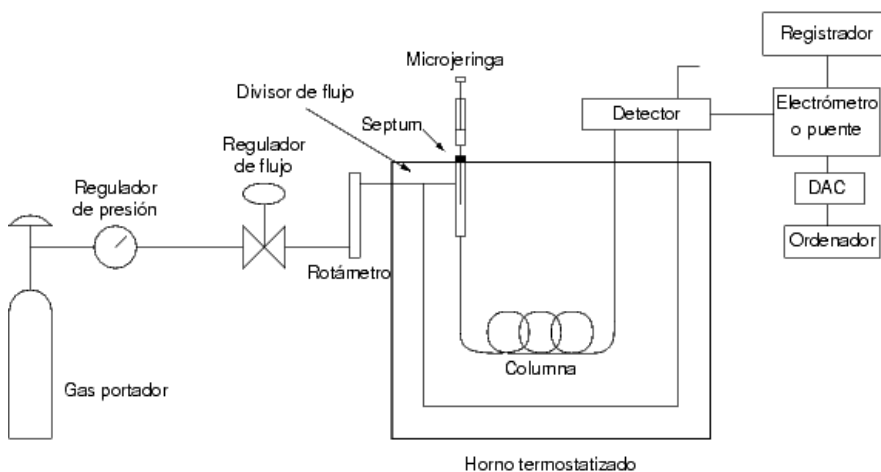 Registrador
Microjeringa
Divisor de flujo
Detector
Electrómetro
o puente
Septum
Regulador
de flujo
Regulador
de presión
DAC
Ordenador
Rotámetro
Columna
Gas portador
Horno termostatizado